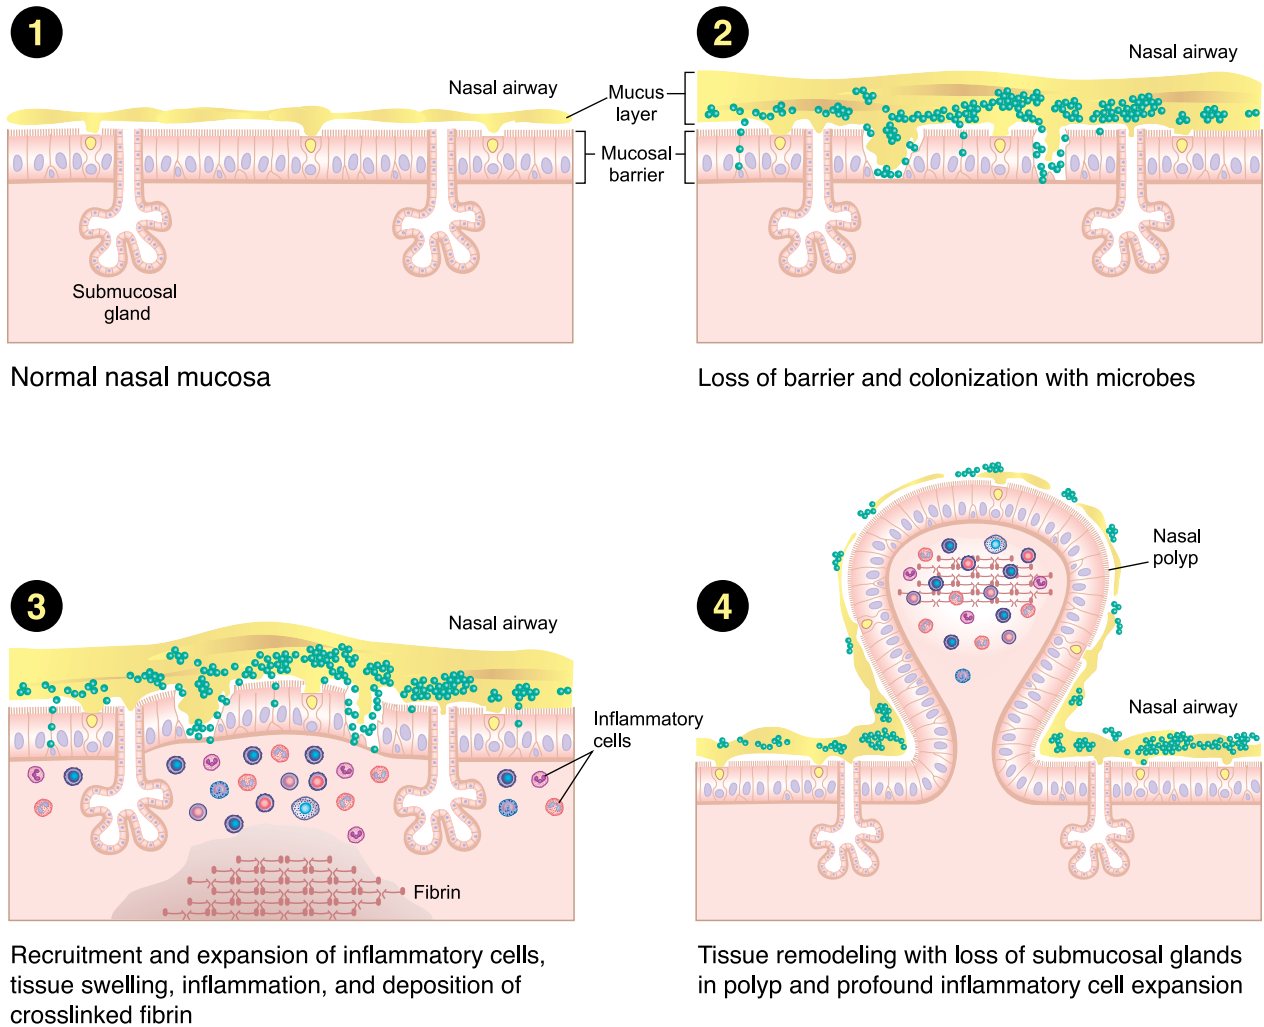 1
Nasal airway
Submucosal
gland
Normal nasal mucosa
Mucus
layer
Mucosal
barrier
2
Nasal airway
Loss of barrier and colonization with microbes
3
Nasal airway
Inflammatory
cells
Fibrin
Recruitment and expansion of inflammatory cells,
tissue swelling, inflammation, and deposition of
crosslinked fibrin
4
Nasal
polyp
Nasal airway
Tissue remodeling with loss of submucosal glands
in polyp and profound inflammatory cell expansion